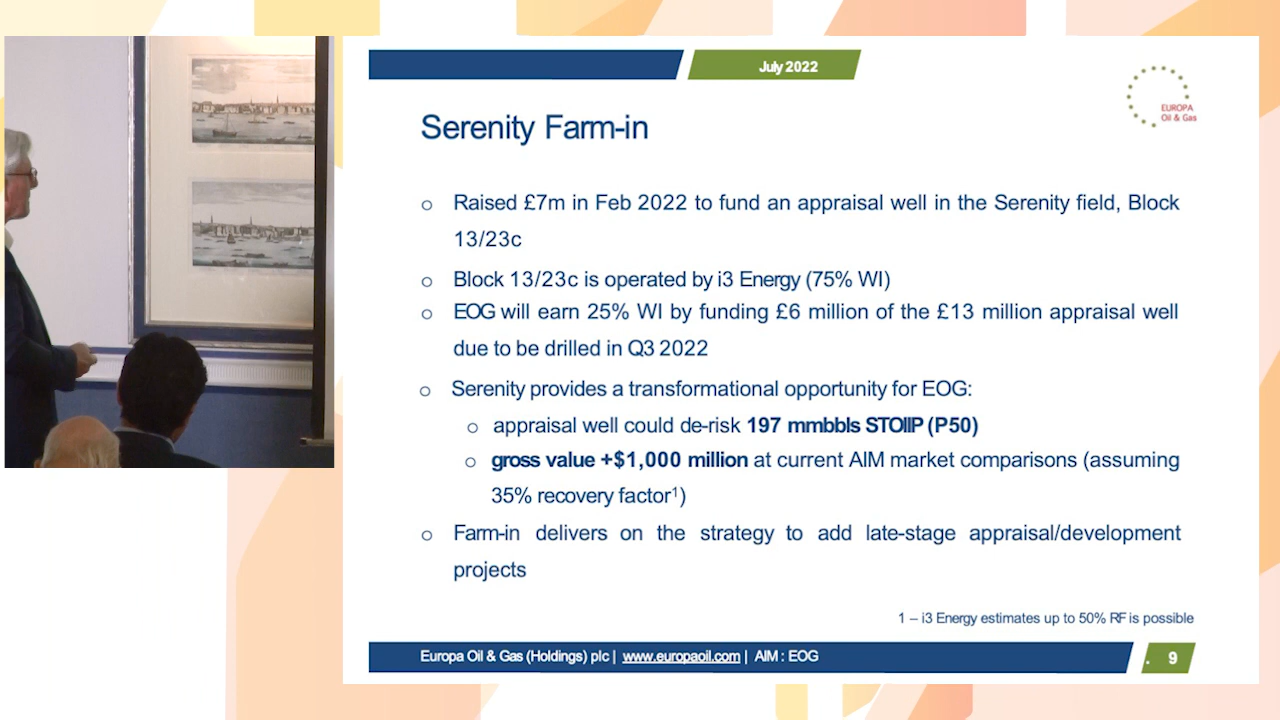 July 2022
EUROPA
Oil & Gas
Serenity Farm-in
o Raised £7m in Feb 2022 to fund an appraisal well in the Serenity field, Block
13/23c
o Block 13/23c is operated by i3 Energy (75% WI)
o EOG will earn 25% WI by funding £6 million of the £13 million appraisal well
due to be drilled in Q3 2022
o Serenity provides a transformational opportunity for EOG:
o appraisal well could de-risk 197 mmbbls STOIIP (P50)
o gross value +$1,000 million at current AIM market comparisons (assuming
35% recovery factor¹)
o Farm-in delivers on the strategy to add late-stage appraisal/development
projects
1 – i3 Energy estimates up to 50% RF is possible
Europa Oil & Gas (Holdings) plc | www.europaoil.com | AIM : EOG
. 9